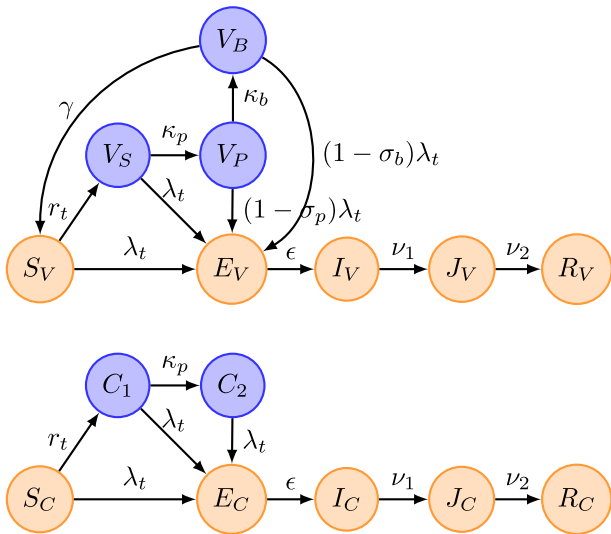 V_B
γ
κ_b
κ_p
V_S
V_P
(1 − σ_b)λ_t
λ_t
r_t
(1 − σ_p)λ_t
λ_t
S_V
E_V
ϵ
I_V
ν_1
J_V
ν_2
R_V
κ_p
C_1
C_2
λ_t
r_t
λ_t
λ_t
S_C
E_C
ϵ
I_C
ν_1
J_C
ν_2
R_C